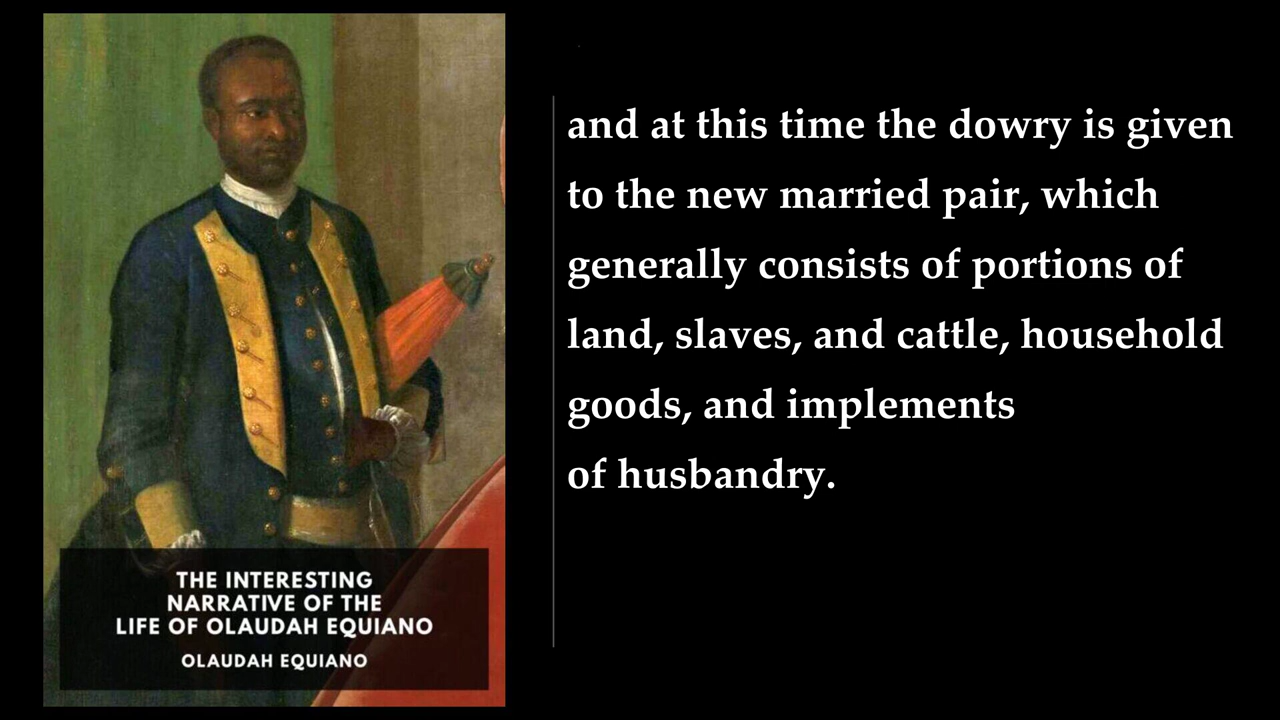 THE INTERESTING
NARRATIVE OF THE
LIFE OF OLAUDAH EQUIANO
OLAUDAH EQUIANO
and at this time the dowry is given
to the new married pair, which
generally consists of portions of
land, slaves, and cattle, household
goods, and implements
of husbandry.